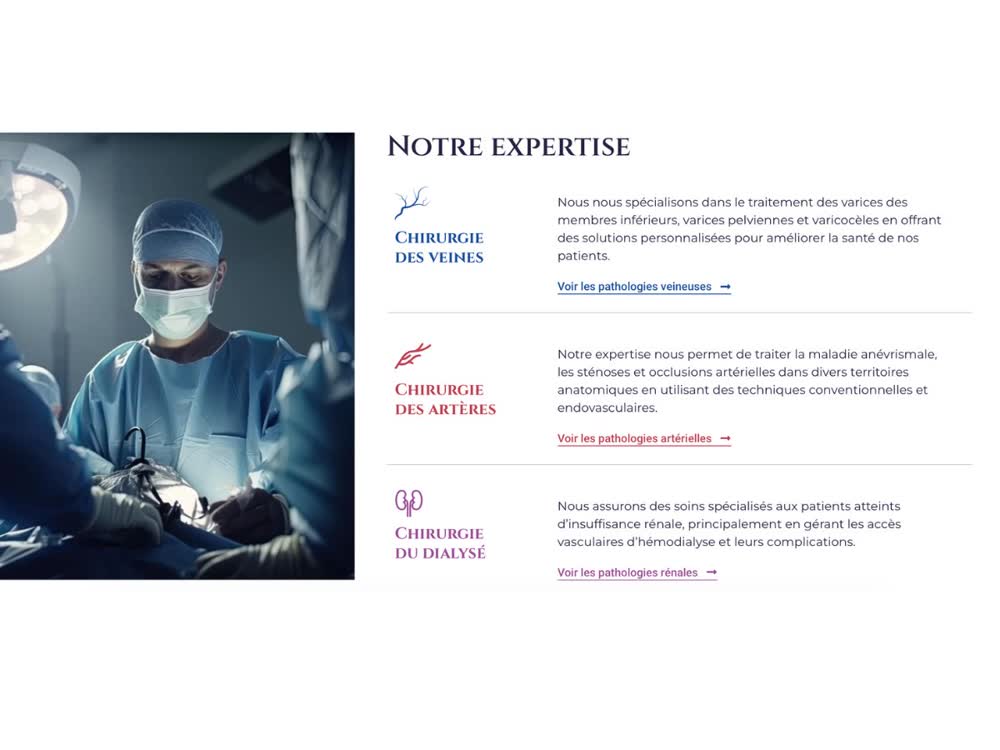 NOTRE EXPERTISE
CHIRURGIE
DES VEINES
Nous nous spécialisons dans le traitement des varices des
membres inférieurs, varices pelviennes et varicocèles en offrant
des solutions personnalisées pour améliorer la santé de nos
patients.
Voir les pathologies veineuses →
CHIRURGIE
DES ARTÈRES
Notre expertise nous permet de traiter la maladie anévrismale,
les sténoses et occlusions artérielles dans divers territoires
anatomiques en utilisant des techniques conventionnelles et
endovasculaires.
Voir les pathologies artérielles →
CHIRURGIE
DU DIALYSÉ
Nous assurons des soins spécialisés aux patients atteints
d’insuffisance rénale, principalement en gérant les accès
vasculaires d’hémodialyse et leurs complications.
Voir les pathologies rénales →